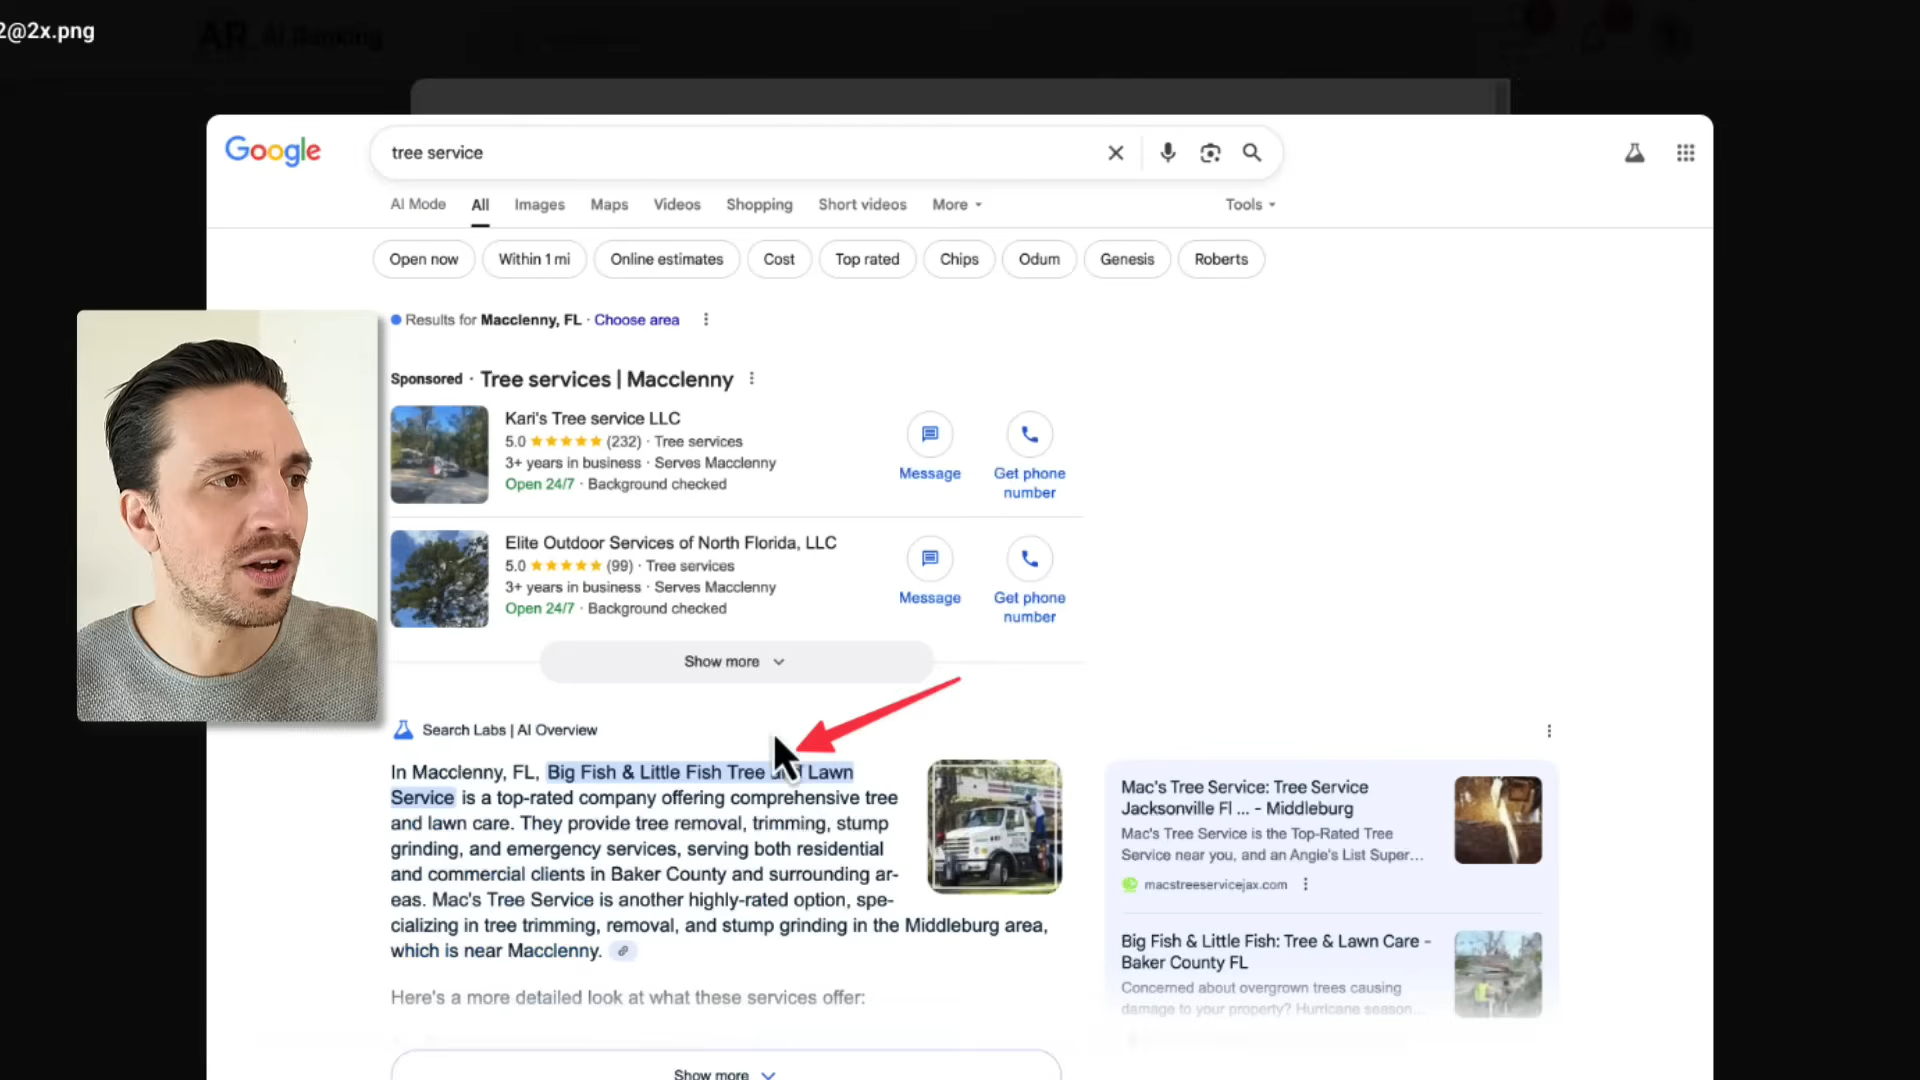 2@2x.png
AR AI Ranking
Google
tree service
AI Mode All Images Maps Videos Shopping Short videos More Tools
Open now Within 1 mi Online estimates Cost Top rated Chips Odum Genesis Roberts
Results for Macclenny, FL · Choose area
Sponsored · Tree services | Macclenny
Kari's Tree service LLC
5.0 (232) · Tree services
3+ years in business · Serves Macclenny
Open 24/7 · Background checked
Message
Get phone
number
Elite Outdoor Services of North Florida, LLC
5.0 (99) · Tree services
3+ years in business · Serves Macclenny
Open 24/7 · Background checked
Message
Get phone
number
Show more
Search Labs | AI Overview
In Macclenny, FL, Big Fish & Little Fish Tree and Lawn
Service is a top-rated company offering comprehensive tree
and lawn care. They provide tree removal, trimming, stump
grinding, and emergency services, serving both residential
and commercial clients in Baker County and surrounding ar-
eas. Mac's Tree Service is another highly-rated option, spe-
cializing in tree trimming, removal, and stump grinding in the Middleburg area,
which is near Macclenny.
Here's a more detailed look at what these services offer:
Show more
Mac's Tree Service: Tree Service
Jacksonville Fl ... - Middleburg
Mac's Tree Service is the Top-Rated Tree
Service near you, and an Angie's List Super...
macstreeservicejax.com
Big Fish & Little Fish: Tree & Lawn Care -
Baker County FL
Concerned about overgrown trees causing
damage to your property? Hurricane season...